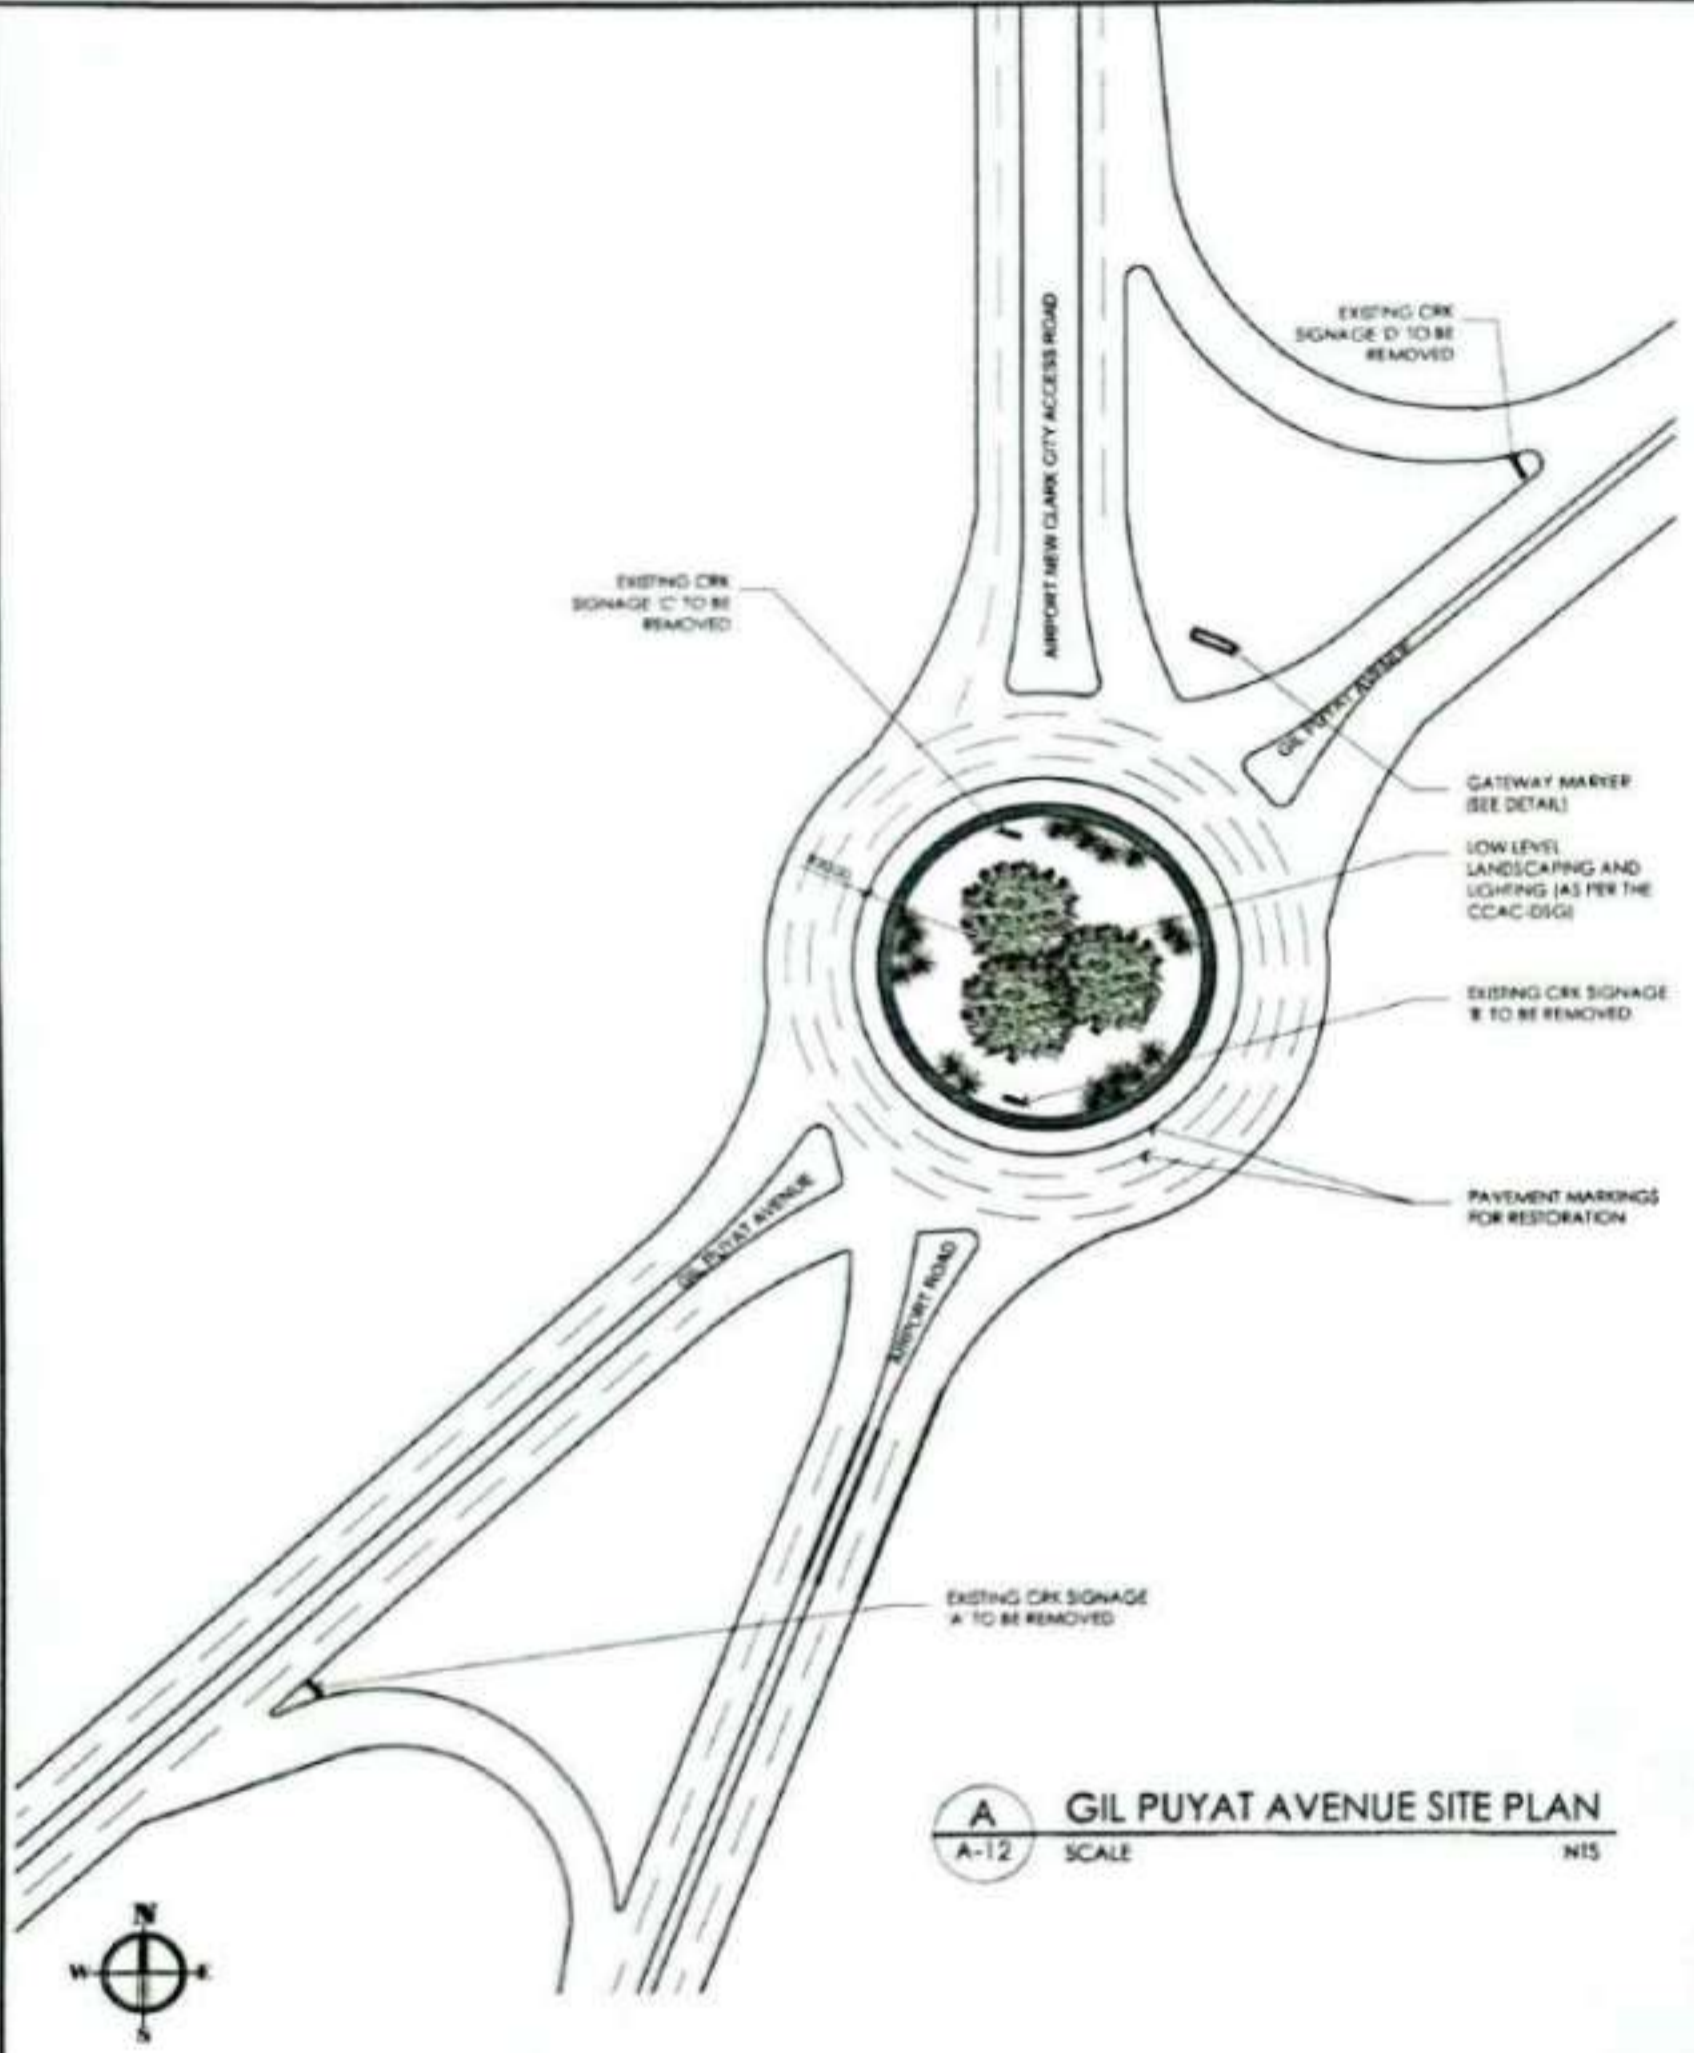 EXISTING CRK
SIGNAGE 'D' TO BE
REMOVED
AIRPORT NEW CLARK CITY ACCESS ROAD
EXISTING CRK
SIGNAGE 'C' TO BE
REMOVED
GIL PUYAT AVENUE
GATEWAY MARKER
(SEE DETAIL)
LOW LEVEL
LANDSCAPING AND
LIGHTING (AS PER THE
CCAC-DSG)
EXISTING CRK SIGNAGE
'B' TO BE REMOVED
PAVEMENT MARKINGS
FOR RESTORATION
GIL PUYAT AVENUE
AIRPORT ROAD
EXISTING CRK SIGNAGE
'A' TO BE REMOVED
A
GIL PUYAT AVENUE SITE PLAN
A-12
SCALE
NTS
N
W
E
S